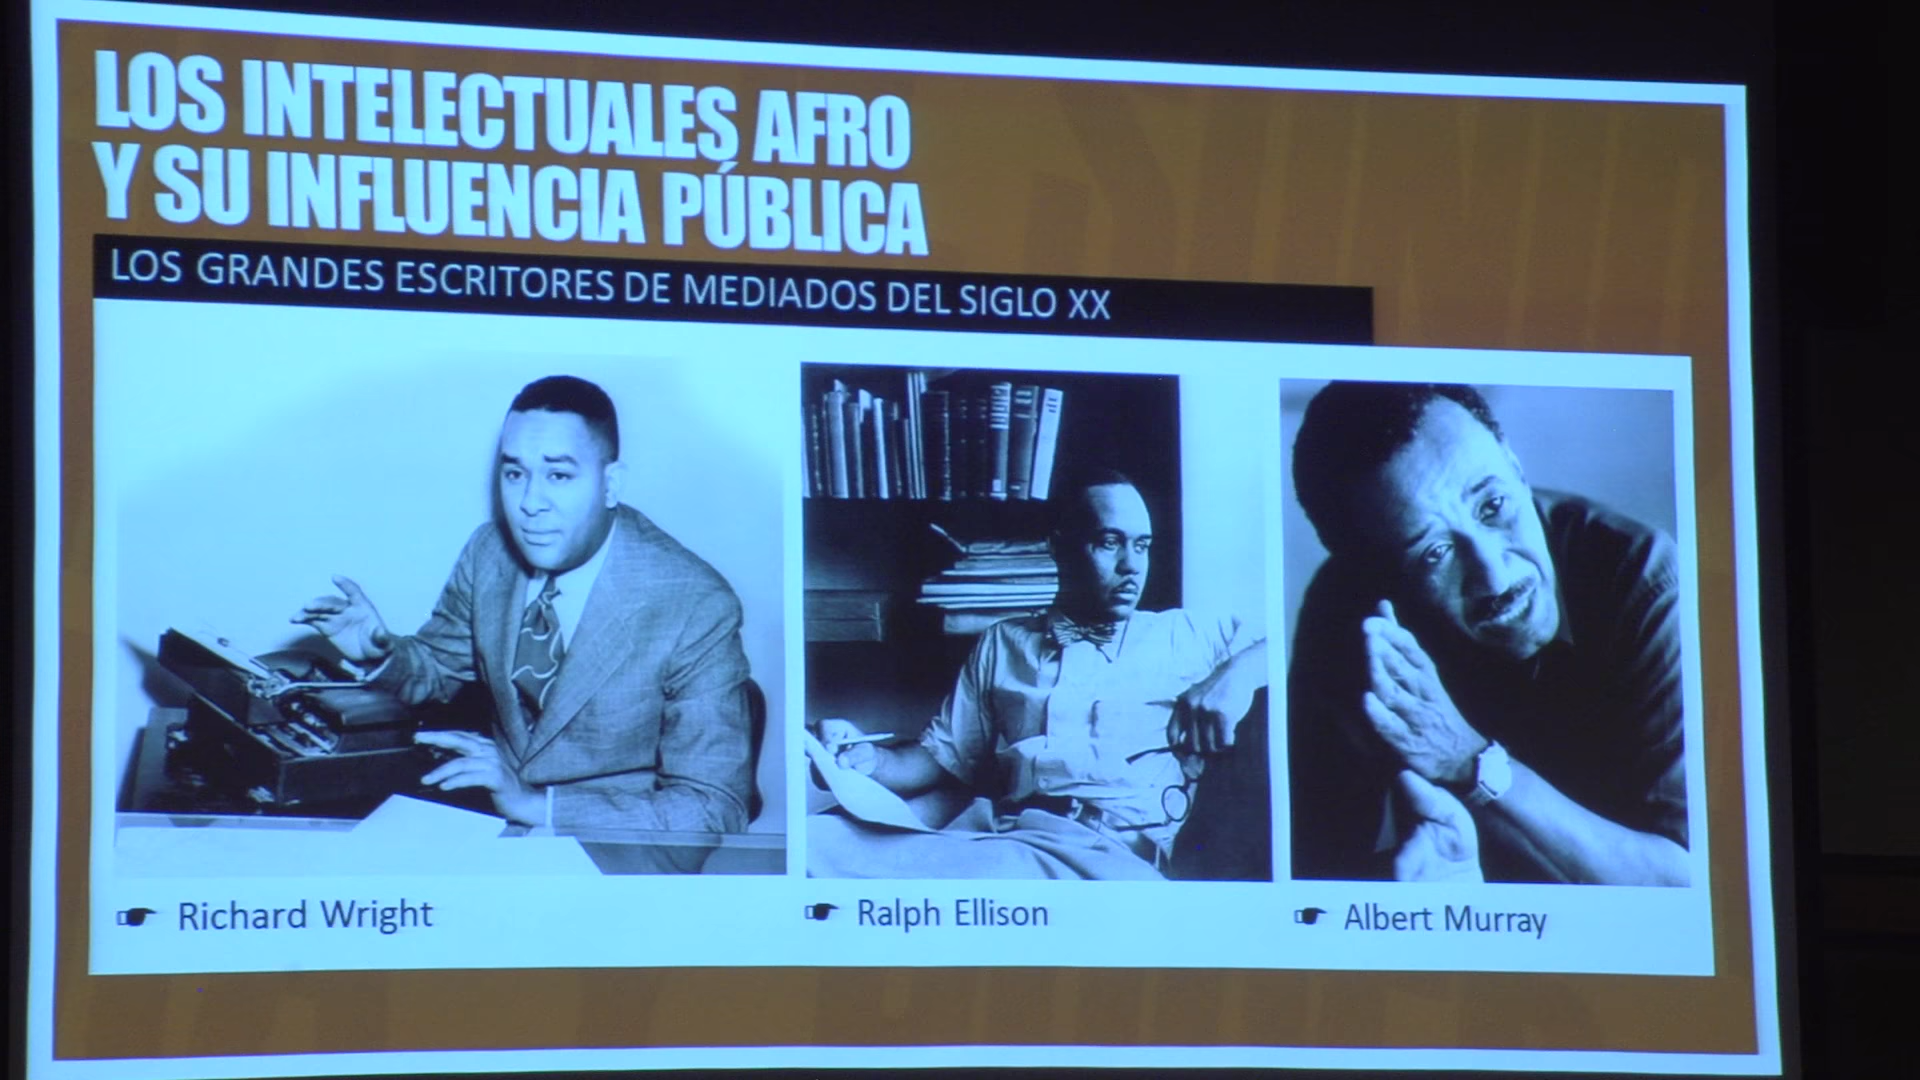 LOS INTELECTUALES AFRO
Y SU INFLUENCIA PÚBLICA
LOS GRANDES ESCRITORES DE MEDIADOS DEL SIGLO XX
Richard Wright
Ralph Ellison
Albert Murray